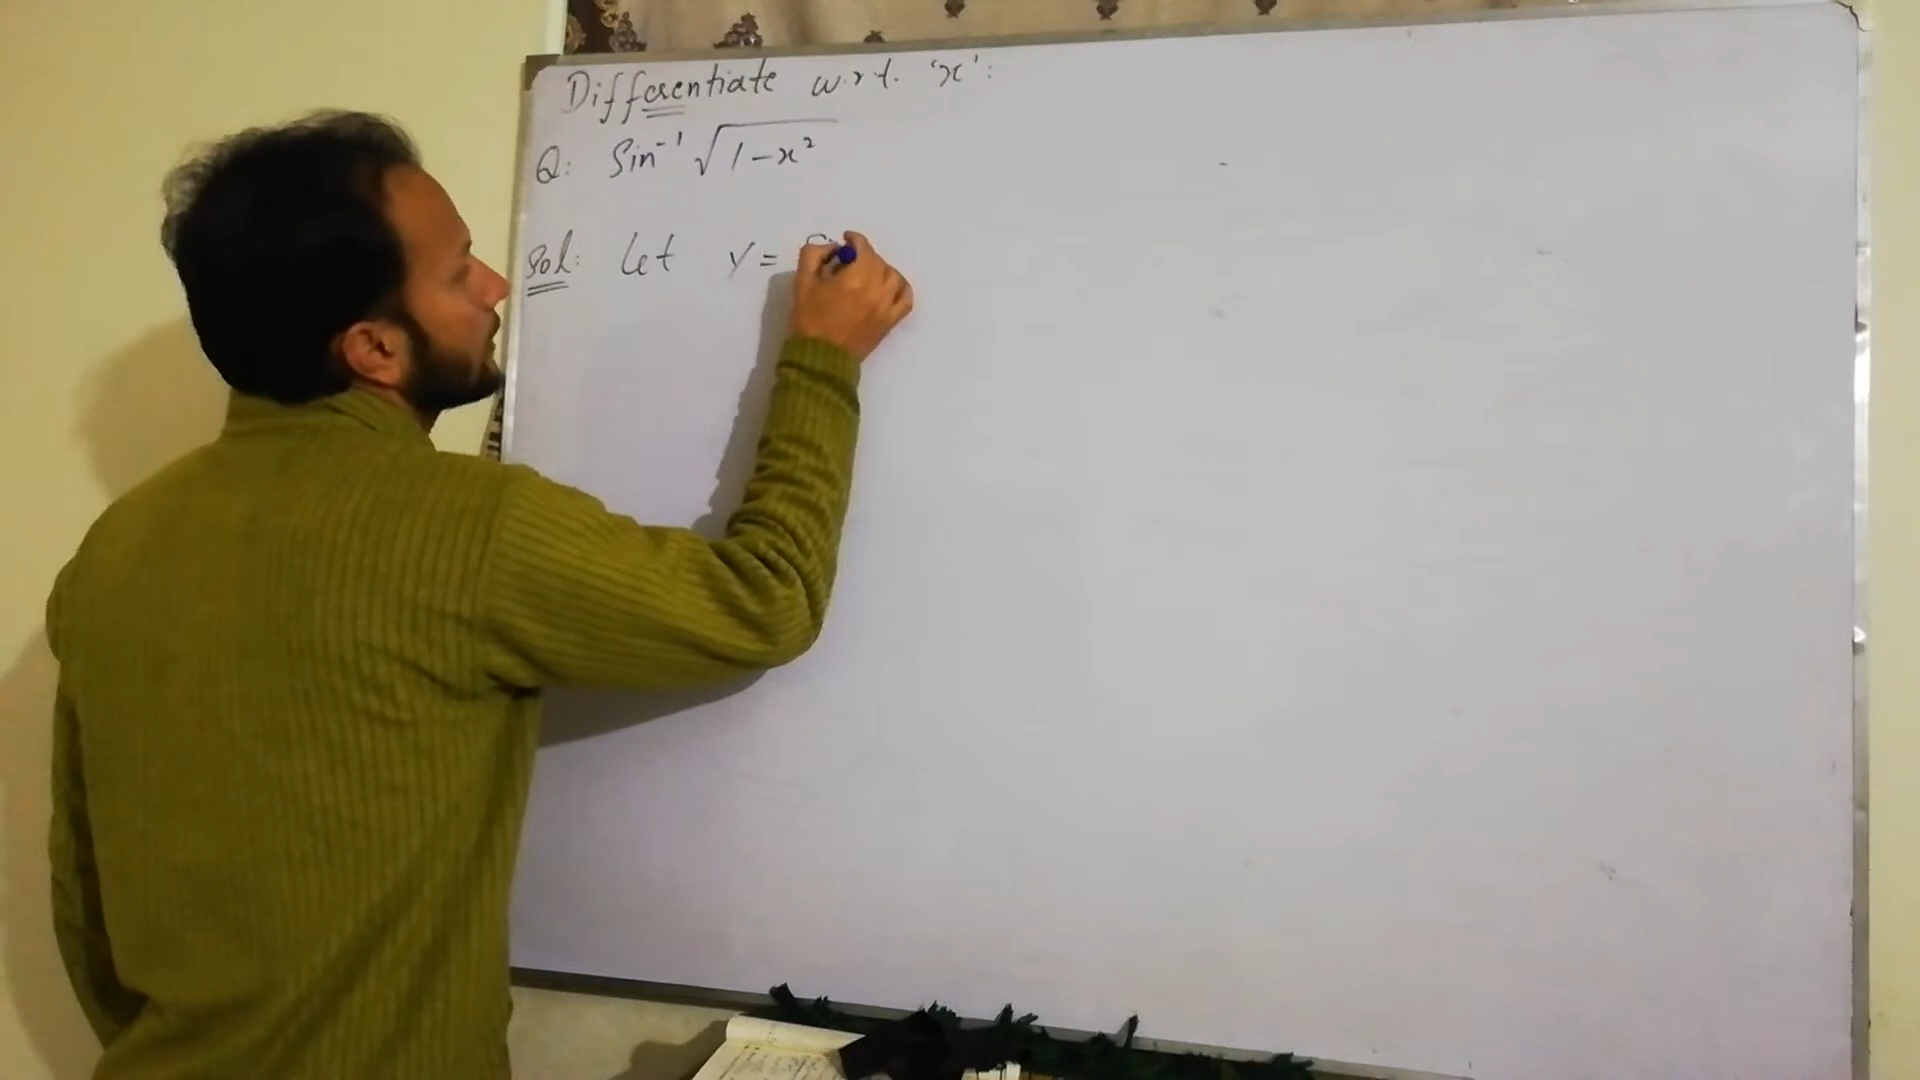 Differentiate w.r.t. 'x':
Q: Sin⁻¹ √(1-x²)
Sol: Let y =